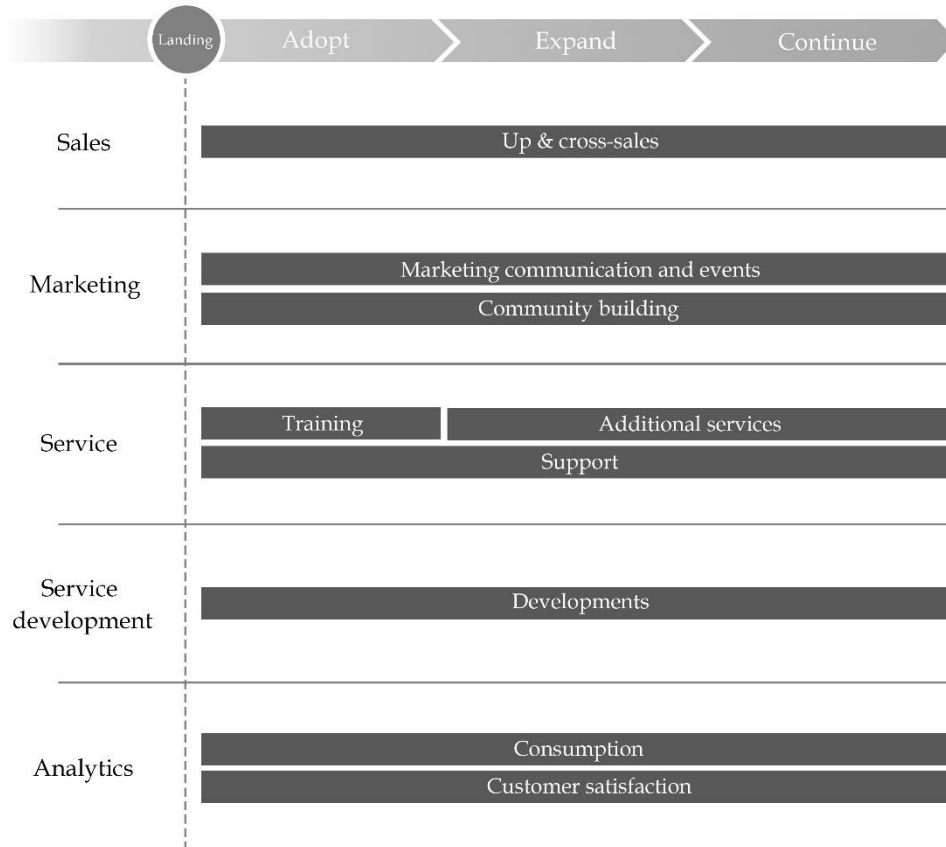 Landing
Adopt
Expand
Continue
Sales
Up & cross-sales
Marketing
Marketing communication and events
Community building
Service
Training
Additional services
Support
Service
development
Developments
Analytics
Consumption
Customer satisfaction